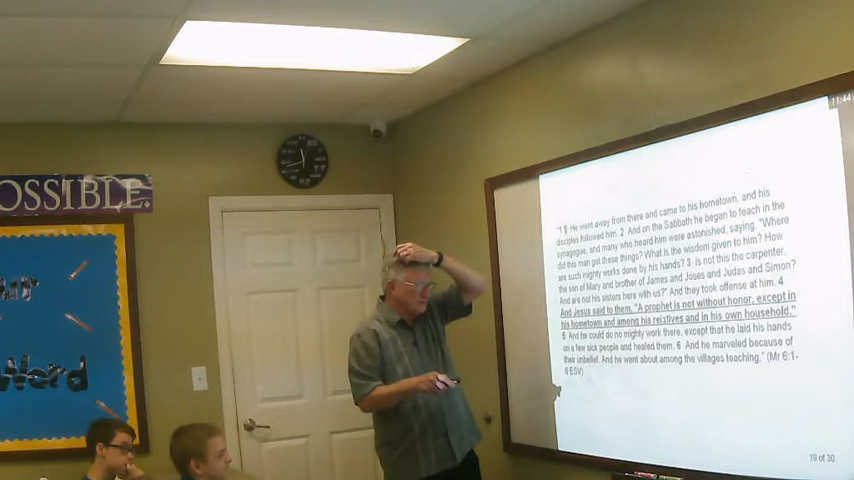 OSSIBLE.
ur
Word
11:44
"1 ¶ He went away from there and came to his hometown, and his
disciples followed him. 2 And on the Sabbath he began to teach in the
synagogue, and many who heard him were astonished, saying, "Where
did this man get these things? What is the wisdom given to him? How
are such mighty works done by his hands? 3 Is not this the carpenter,
the son of Mary and brother of James and Joses and Judas and Simon?
And are not his sisters here with us?" And they took offense at him. 4
And Jesus said to them, "A prophet is not without honor, except in
his hometown and among his relatives and in his own household."
5 And he could do no mighty work there, except that he laid his hands
on a few sick people and healed them. 6 And he marveled because of
their unbelief. And he went about among the villages teaching." (Mr 6:1-
6 ESV)
19 of 30